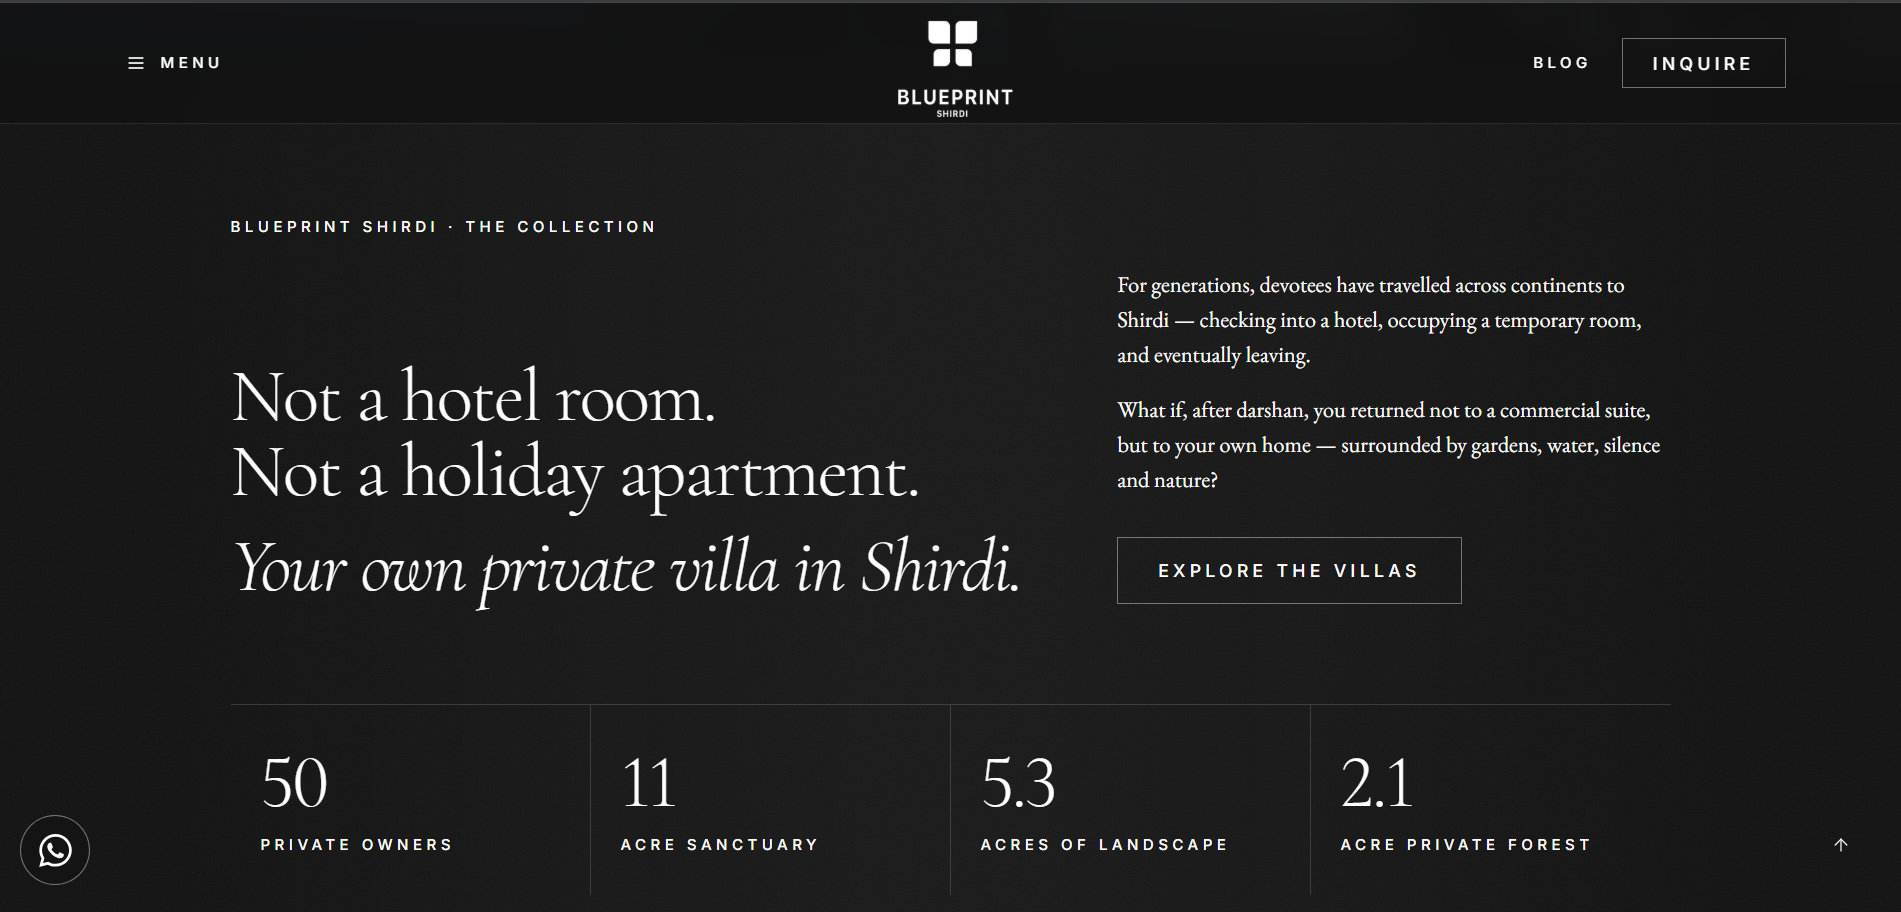 MENU
BLUEPRINT
SHIRDI
BLOG
INQUIRE
BLUEPRINT SHIRDI · THE COLLECTION
Not a hotel room.
Not a holiday apartment.
Your own private villa in Shirdi.
For generations, devotees have travelled across continents to
Shirdi — checking into a hotel, occupying a temporary room,
and eventually leaving.
What if, after darshan, you returned not to a commercial suite,
but to your own home — surrounded by gardens, water, silence
and nature?
EXPLORE THE VILLAS
50
PRIVATE OWNERS
11
ACRE SANCTUARY
5.3
ACRES OF LANDSCAPE
2.1
ACRE PRIVATE FOREST